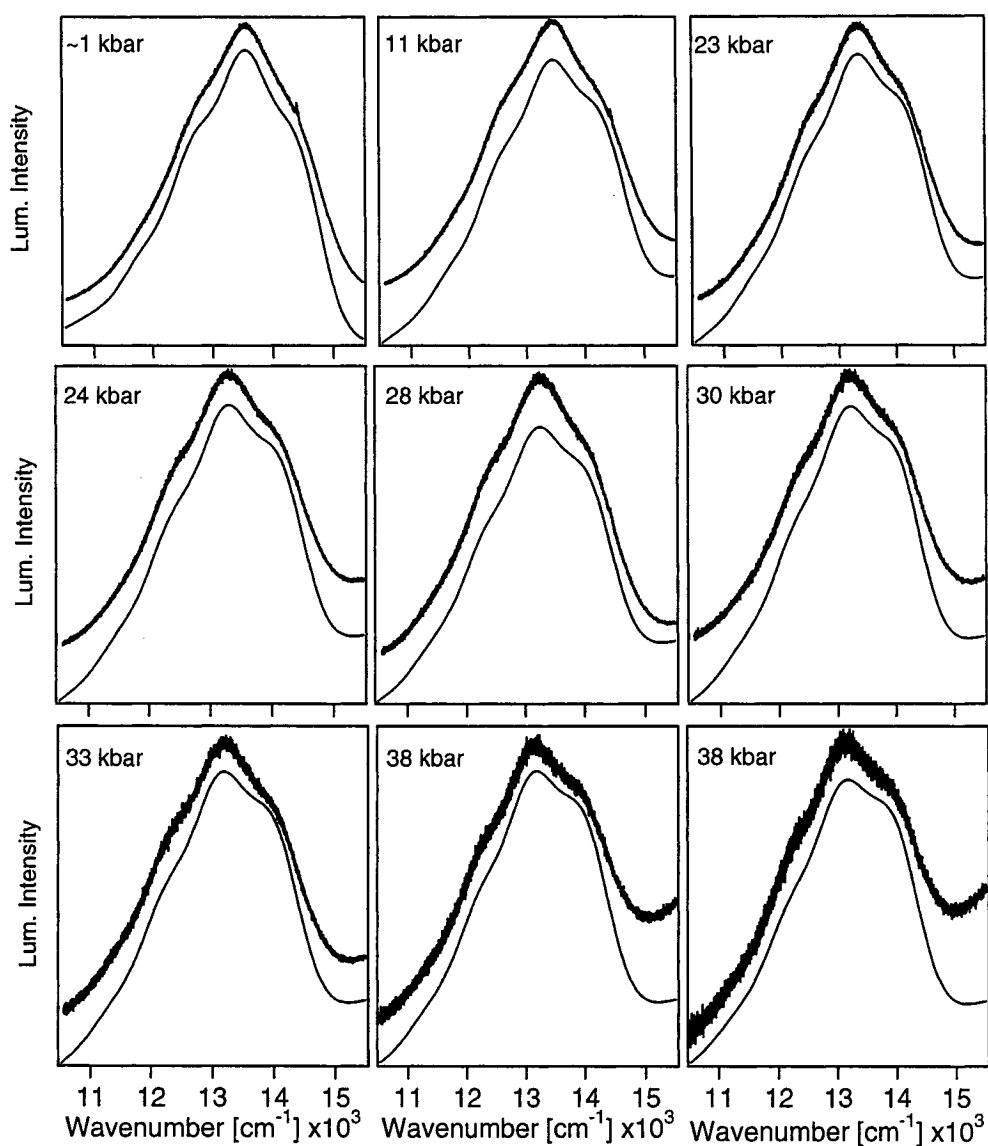 ~1 kbar
11 kbar
23 kbar
Lum. Intensity
24 kbar
28 kbar
30 kbar
Lum. Intensity
33 kbar
38 kbar
38 kbar
Lum. Intensity
11 12 13 14 15
11 12 13 14 15
11 12 13 14 15
Wavenumber [cm⁻¹] x10³
Wavenumber [cm⁻¹] x10³
Wavenumber [cm⁻¹] x10³